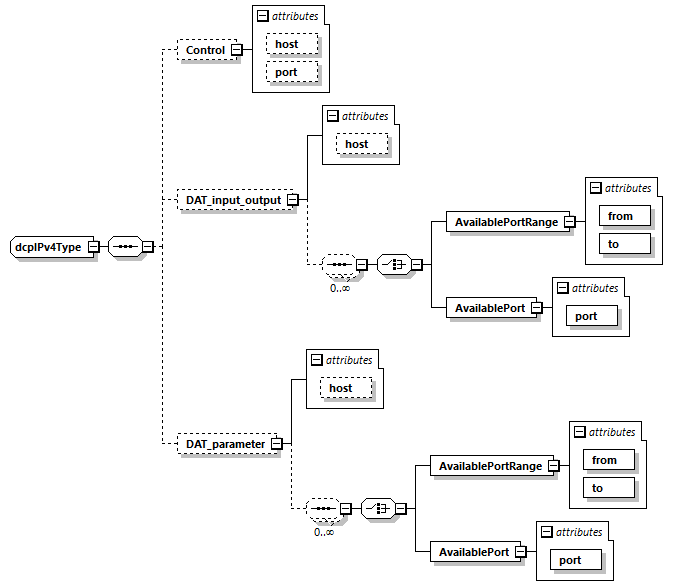 attributes
Control
host
port
attributes
host
DAT_input_output
attributes
AvailablePortRange
from
to
dcpIPv4Type
0..∞
attributes
AvailablePort
port
attributes
host
DAT_parameter
attributes
AvailablePortRange
from
to
0..∞
attributes
AvailablePort
port